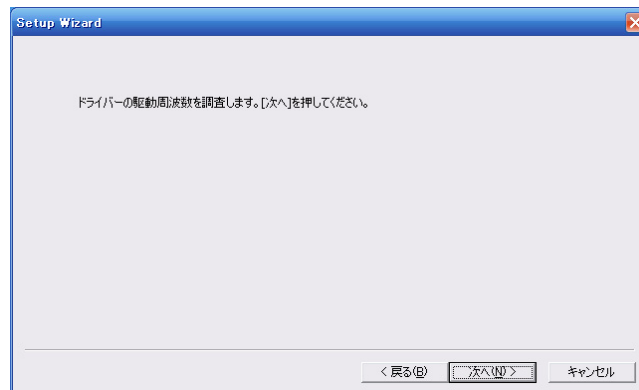 Setup Wizard
ドライバーの駆動周波数を調査します。[次へ]を押してください。
< 戻る(B)
次へ(N) >
キャンセル